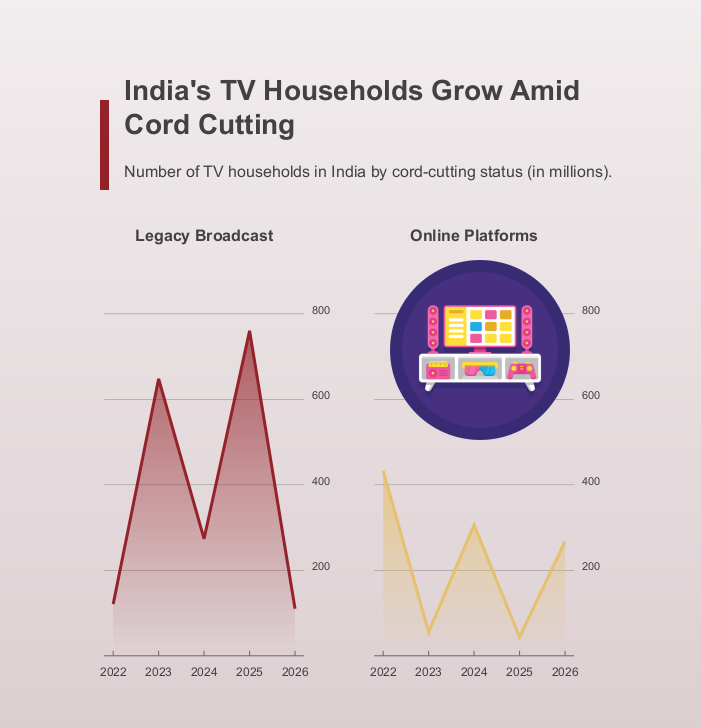 India's TV Households Grow Amid
Cord Cutting
Number of TV households in India by cord-cutting status (in millions).
Legacy Broadcast
800
600
400
200
2022 2023 2024 2025 2026
Online Platforms
800
600
400
200
2022 2023 2024 2025 2026